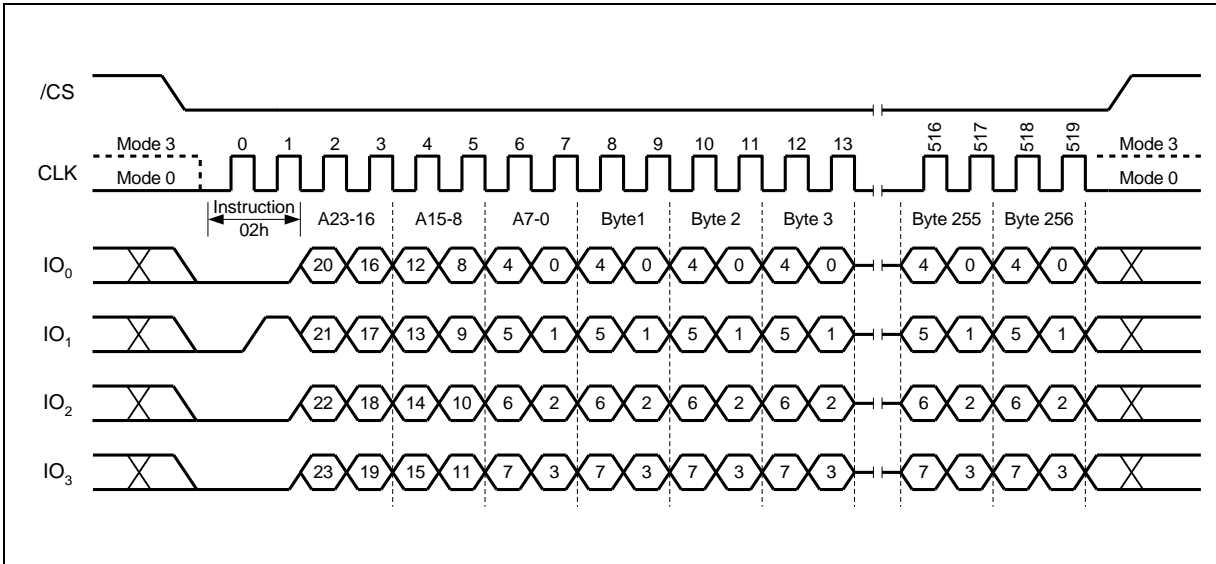 /CS
Mode 3 0 1 2 3 4 5 6 7 8 9 10 11 12 13 516 517 518 519 Mode 3
CLK Mode 0 Mode 0
Instruction 02h A23-16 A15-8 A7-0 Byte1 Byte 2 Byte 3 Byte 255 Byte 256
IO0 20 16 12 8 4 0 4 0 4 0 4 0 4 0 4 0
IO1 21 17 13 9 5 1 5 1 5 1 5 1 5 1 5 1
IO2 22 18 14 10 6 2 6 2 6 2 6 2 6 2 6 2
IO3 23 19 15 11 7 3 7 3 7 3 7 3 7 3 7 3